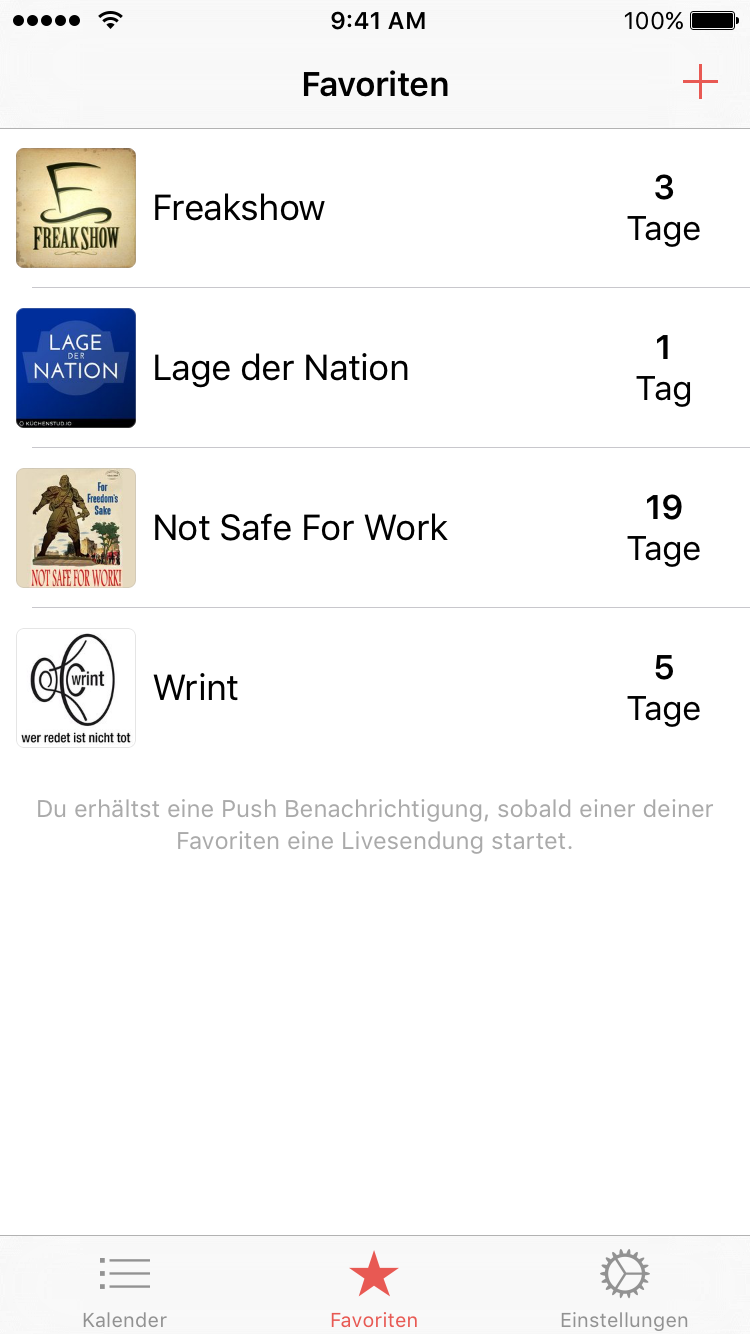 9:41 AM
100%
Favoriten
FREAKSHOW
Freakshow
3
Tage
LAGE
DER
NATION
KÜCHENSTUD.IO
Lage der Nation
1
Tag
For
Freedom's
Sake
NOT SAFE FOR WORK!
Not Safe For Work
19
Tage
wrint
wer redet ist nicht tot
Wrint
5
Tage
Du erhältst eine Push Benachrichtigung, sobald einer deiner
Favoriten eine Livesendung startet.
Kalender
Favoriten
Einstellungen